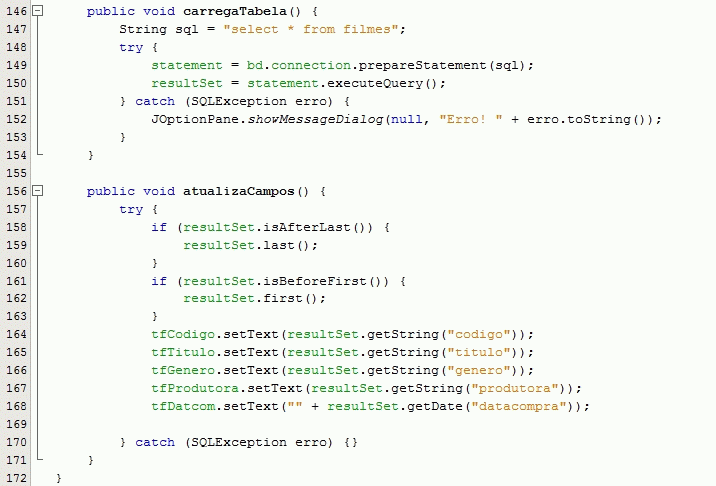 146 public void carregaTabela() {
147 String sql = "select * from filmes";
148 try {
149 statement = bd.connection.prepareStatement(sql);
150 resultSet = statement.executeQuery();
151 } catch (SQLException erro) {
152 JOptionPane.showMessageDialog(null, "Erro! " + erro.toString());
153 }
154 }
155
156 public void atualizaCampos() {
157 try {
158 if (resultSet.isAfterLast()) {
159 resultSet.last();
160 }
161 if (resultSet.isBeforeFirst()) {
162 resultSet.first();
163 }
164 tfCodigo.setText(resultSet.getString("codigo"));
165 tfTitulo.setText(resultSet.getString("titulo"));
166 tfGenero.setText(resultSet.getString("genero"));
167 tfProdutora.setText(resultSet.getString("produtora"));
168 tfDatcom.setText("" + resultSet.getDate("datacompra"));
169
170 } catch (SQLException erro) {}
171 }
172 }